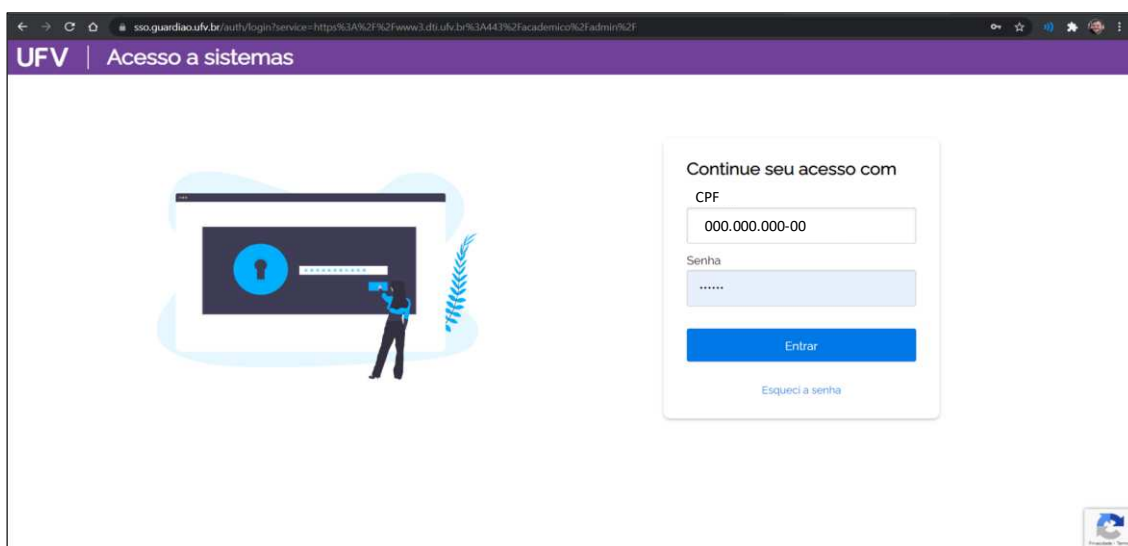 sso.guardiao.ufv.br/auth/login?service=https%3A%2F%2Fwww3.dti.ufv.br%3A443%2Facademico%2Fadmin%2F
UFV | Acesso a sistemas
Continue seu acesso com
CPF
000.000.000-00
Senha
••••••
Entrar
Esqueci a senha